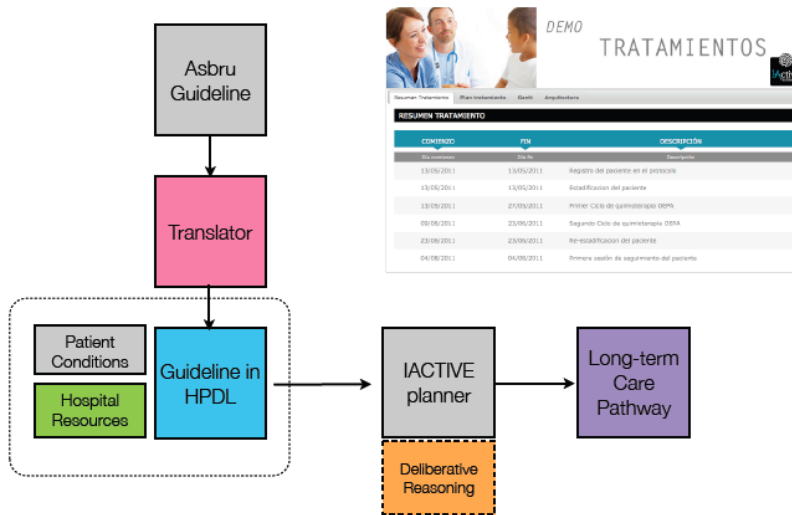 Asbru
Guideline
Translator
Patient
Conditions
Hospital
Resources
Guideline in
HPDL
IACTIVE
planner
Deliberative
Reasoning
Long-term
Care
Pathway
DEMO
TRATAMIENTOS
Resumen Tratamiento Plan tratamiento Gantt Arquitectura
RESUMEN TRATAMIENTO
COMIENZO FIN DESCRIPCIÓN
Día comienzo Día fin Descripción
13/05/2011 13/05/2011 Registro del paciente en el protocolo
13/05/2011 13/05/2011 Estadificacion del paciente
13/05/2011 27/05/2011 Primer Ciclo de quimioterapia OEPA
09/06/2011 23/06/2011 Segundo Ciclo de quimioterapia OEPA
23/06/2011 23/06/2011 Re-estadificacion del paciente
04/08/2011 04/08/2011 Primera sesión de seguimiento del paciente